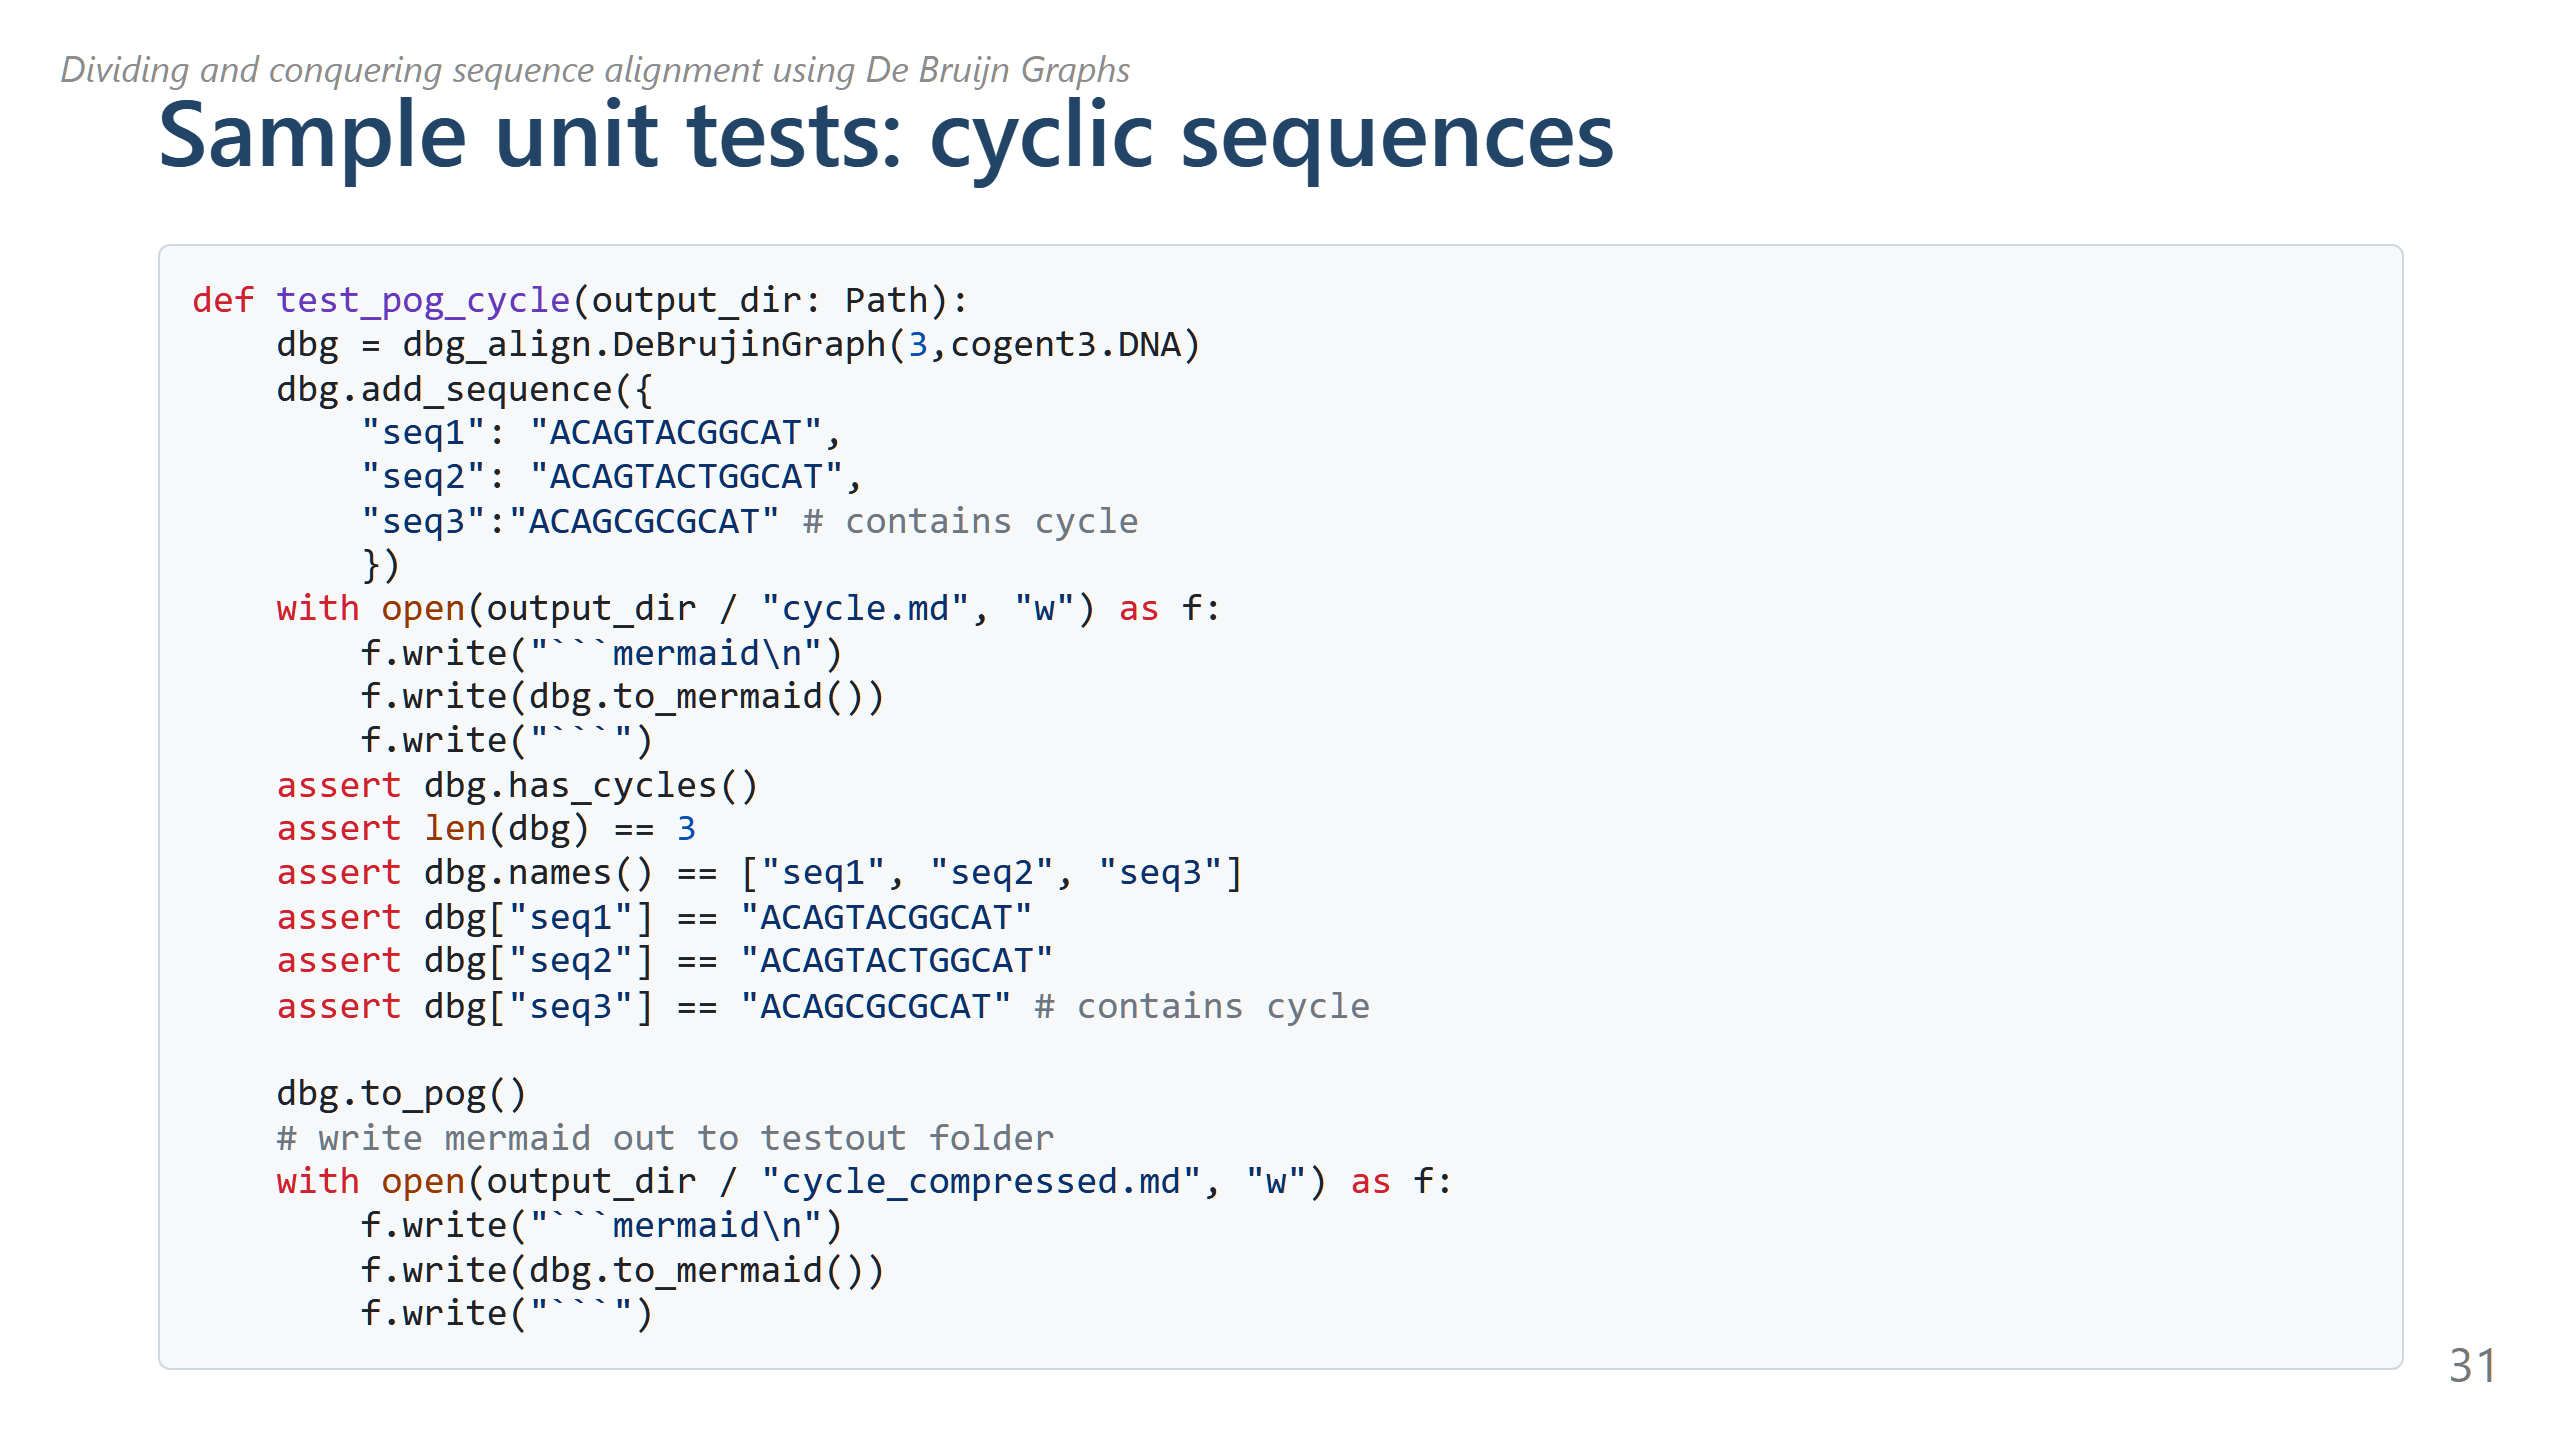 Dividing and conquering sequence alignment using De Bruijn Graphs
Sample unit tests: cyclic sequences
def test_pog_cycle(output_dir: Path):
    dbg = dbg_align.DeBrujinGraph(3,cogent3.DNA)
    dbg.add_sequence({
        "seq1": "ACAGTACGGCAT",
        "seq2": "ACAGTACTGGCAT",
        "seq3":"ACAGCGCGCAT" # contains cycle
        })
    with open(output_dir / "cycle.md", "w") as f:
        f.write("```mermaid\n")
        f.write(dbg.to_mermaid())
        f.write("```")
    assert dbg.has_cycles()
    assert len(dbg) == 3
    assert dbg.names() == ["seq1", "seq2", "seq3"]
    assert dbg["seq1"] == "ACAGTACGGCAT"
    assert dbg["seq2"] == "ACAGTACTGGCAT"
    assert dbg["seq3"] == "ACAGCGCGCAT" # contains cycle

    dbg.to_pog()
    # write mermaid out to testout folder
    with open(output_dir / "cycle_compressed.md", "w") as f:
        f.write("```mermaid\n")
        f.write(dbg.to_mermaid())
        f.write("```")
31